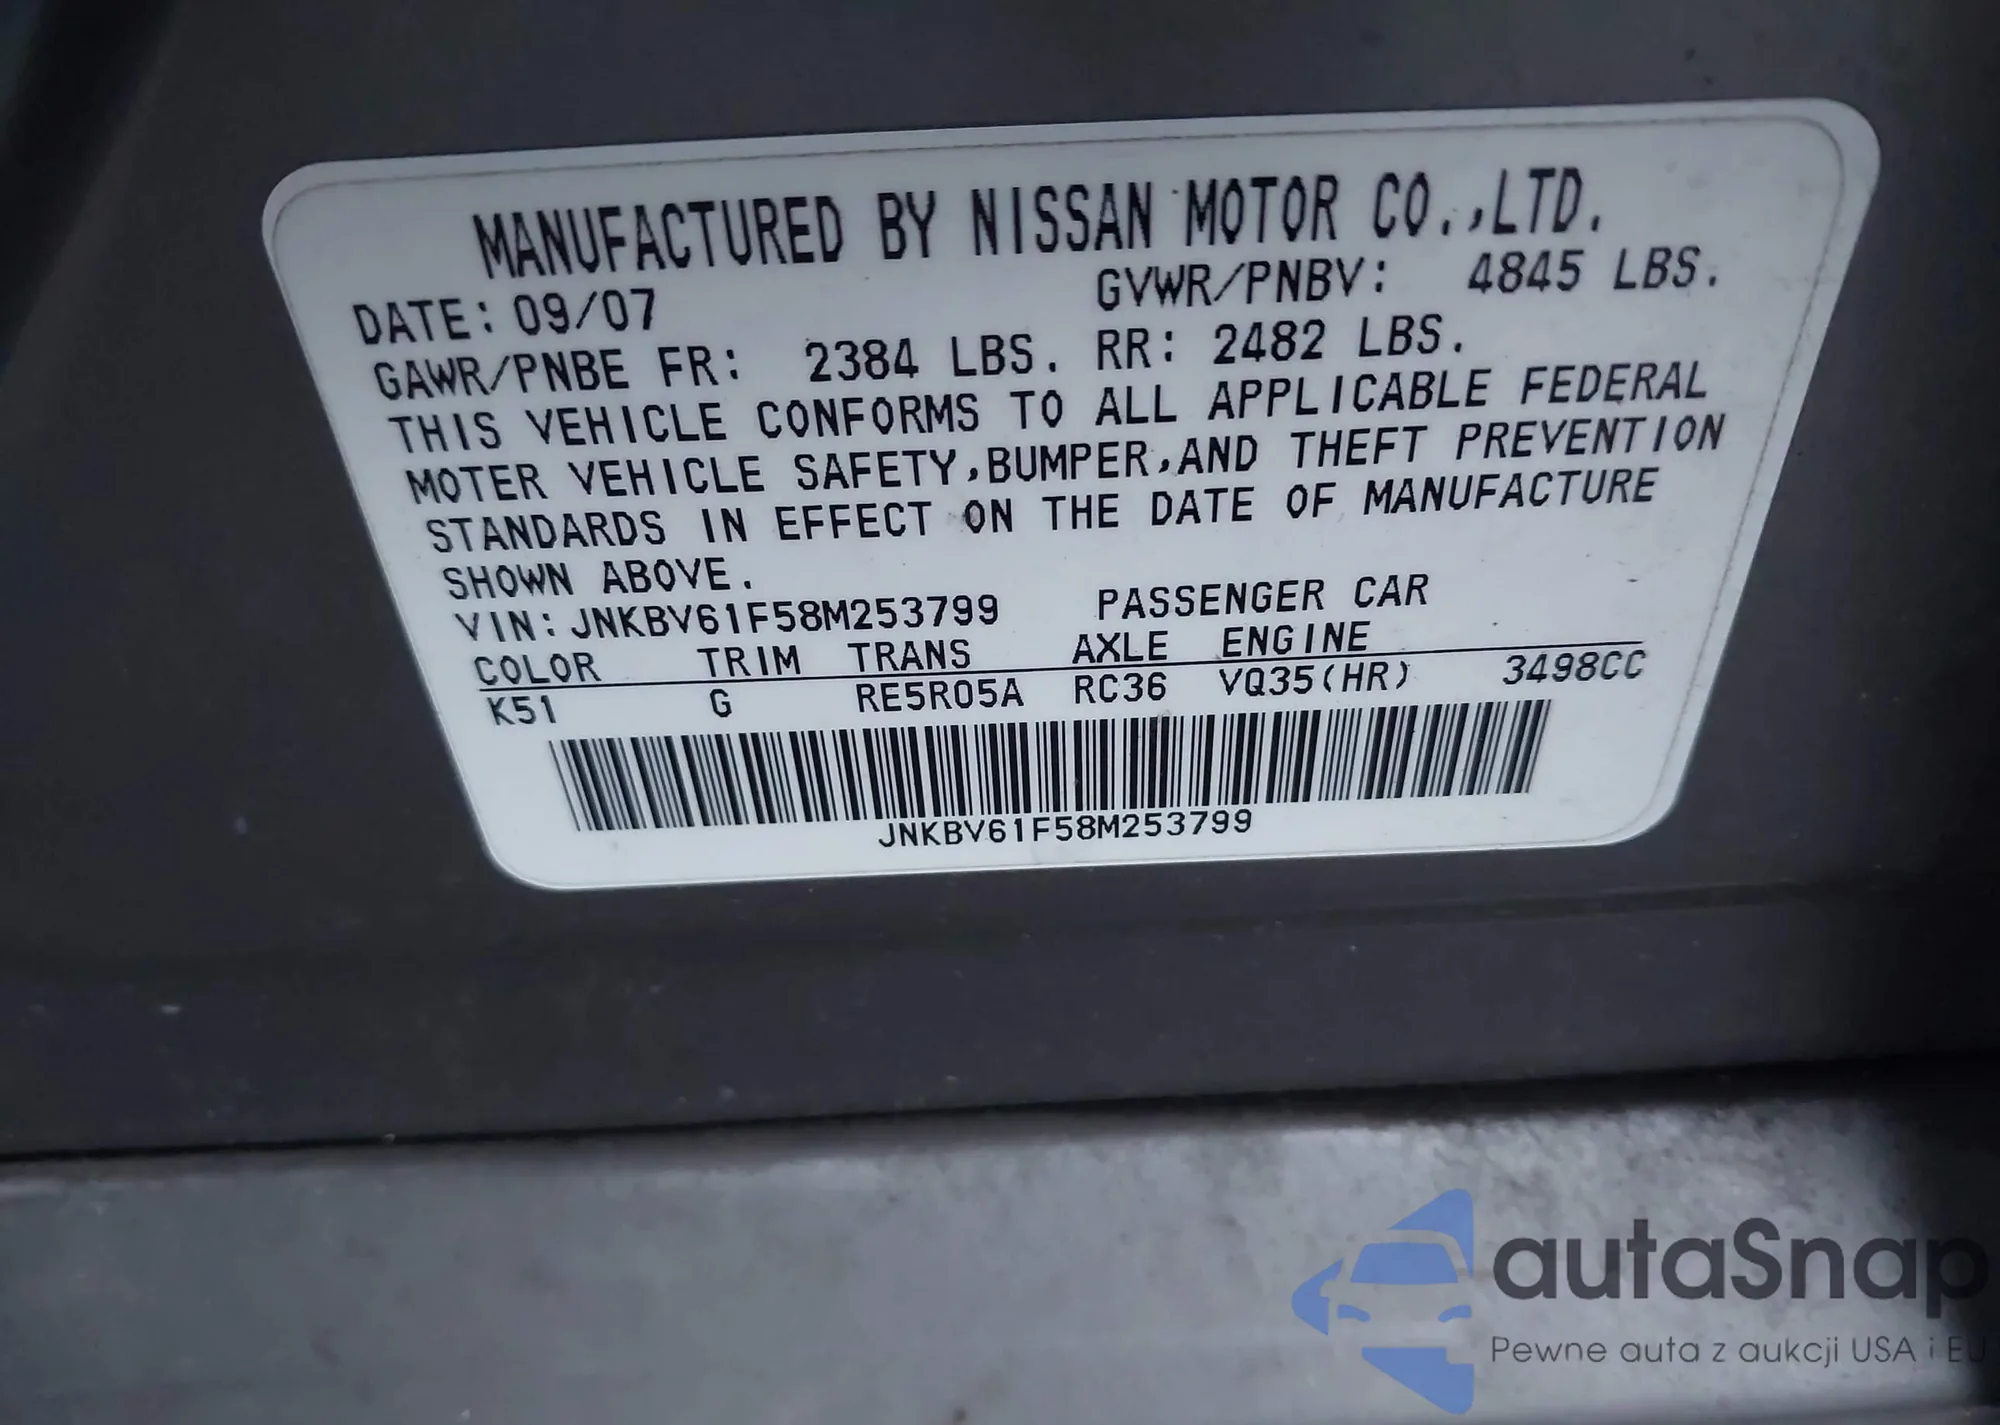 MANUFACTURED BY NISSAN MOTOR CO.,LTD.
DATE: 09/07 GVWR/PNBV: 4845 LBS.
GAWR/PNBE FR: 2384 LBS. RR: 2482 LBS.
THIS VEHICLE CONFORMS TO ALL APPLICABLE FEDERAL
MOTER VEHICLE SAFETY,BUMPER,AND THEFT PREVENTION
STANDARDS IN EFFECT ON THE DATE OF MANUFACTURE
SHOWN ABOVE.
VIN: JNKBV61F58M253799 PASSENGER CAR
COLOR TRIM TRANS AXLE ENGINE
K51 G RE5R05A RC36 VQ35(HR) 3498CC
JNKBV61F58M253799
autaSnap
Pewne auta z aukcji USA i EU